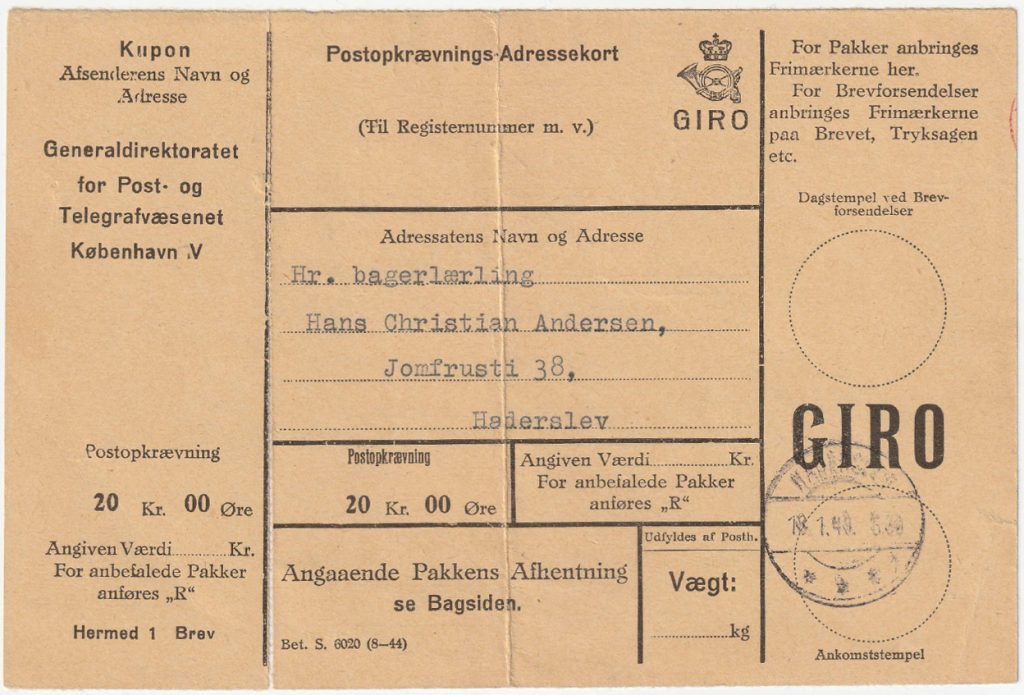 Kupon
Afsenderens Navn og
Adresse
Generaldirektoratet
for Post- og
Telegrafvæsenet
København V
Postopkrævning
20 Kr. 00 Øre
Angiven Værdi Kr.
For anbefalede Pakker
anføres „R“
Hermed 1 Brev
Postopkrævnings-Adressekort
(Til Registernummer m. v.)
GIRO
Adressatens Navn og Adresse
Hr. bagerlærling
Hans Christian Andersen,
Jomfrusti 38,
Haderslev
Postopkrævning
20 Kr. 00 Øre
Angiven Værdi Kr.
For anbefalede Pakker
anføres „R“
Angaaende Pakkens Afhentning
se Bagsiden.
Bet. S. 6020 (8-44)
Udfyldes af Posth.
Vægt:
kg
For Pakker anbringes
Frimærkerne her.
For Brevforsendelser
anbringes Frimærkerne
paa Brevet, Tryksagen
etc.
Dagstempel ved Brev-
forsendelser
GIRO
Ankomststempel